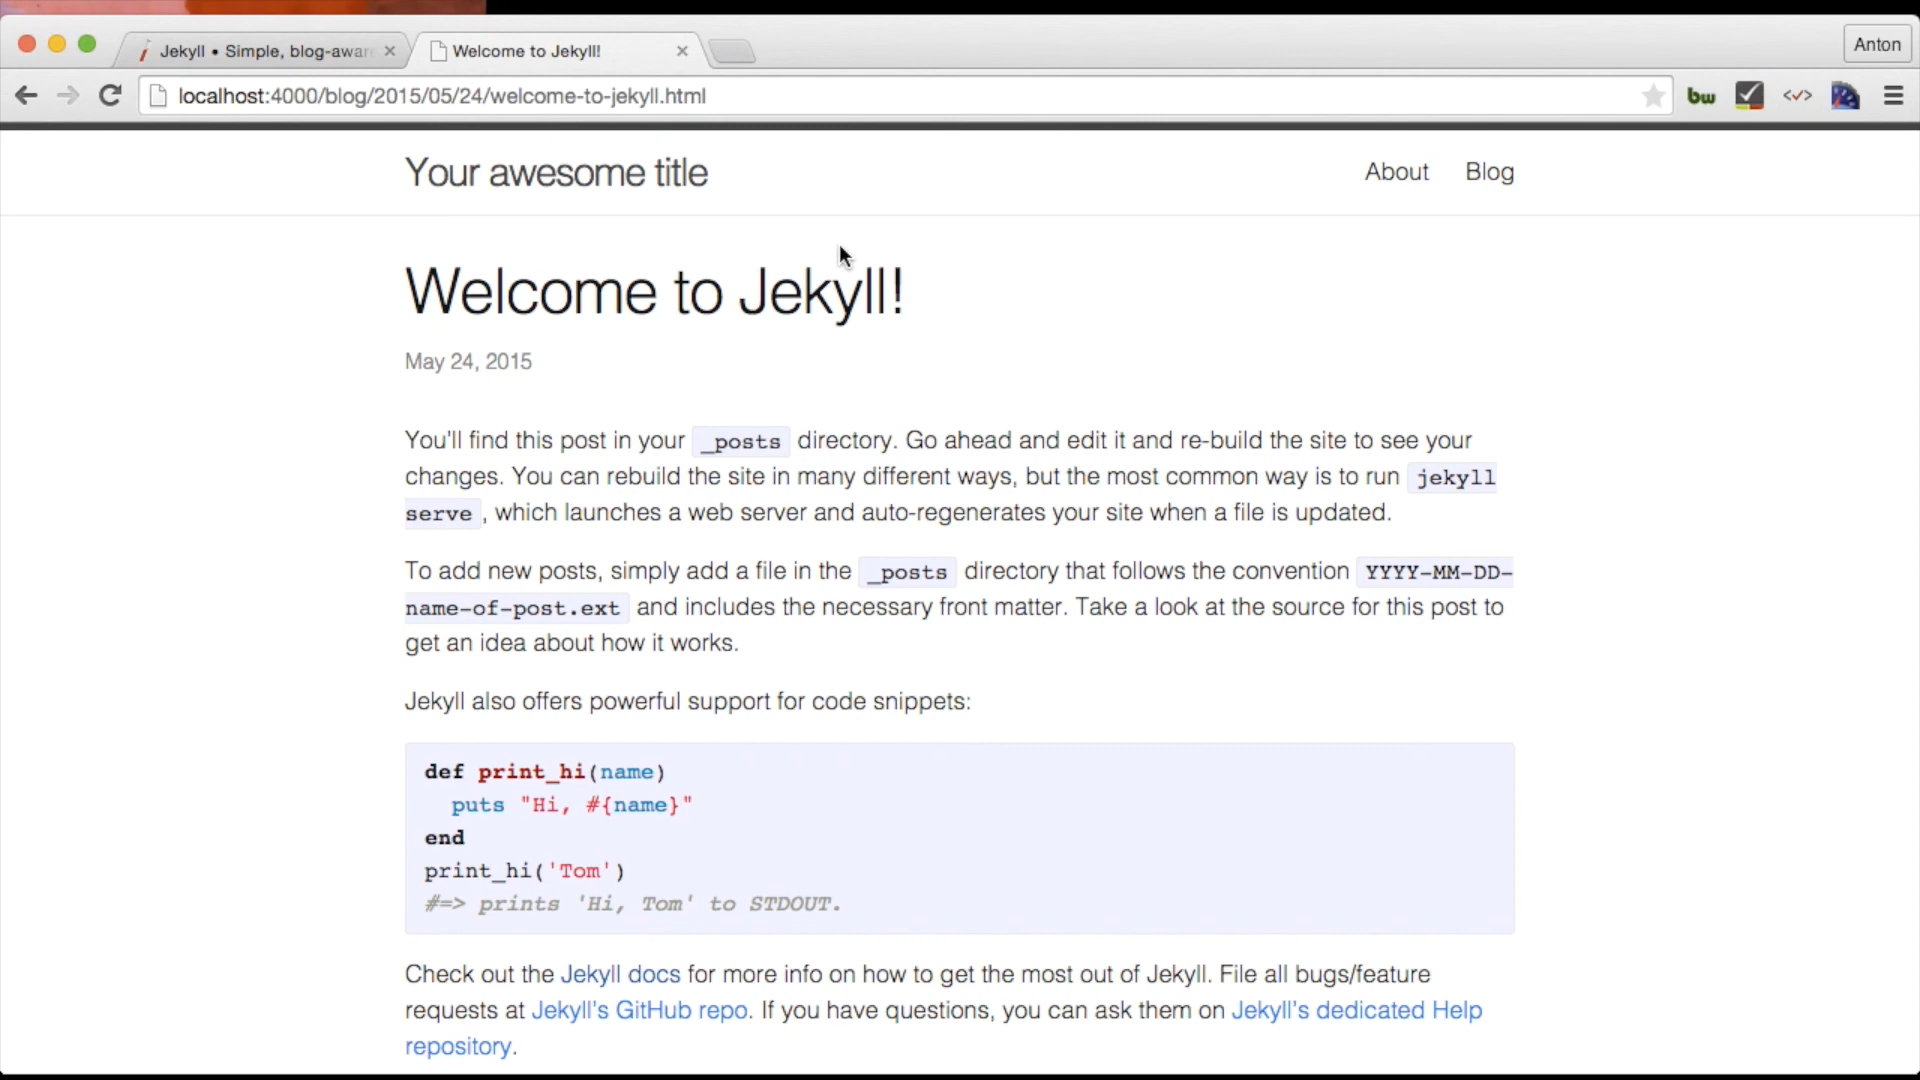 Jekyll • Simple, blog-awar
Welcome to Jekyll!
Anton
localhost:4000/blog/2015/05/24/welcome-to-jekyll.html
bw
Your awesome title
About
Blog
Welcome to Jekyll!
May 24, 2015
You'll find this post in your _posts directory. Go ahead and edit it and re-build the site to see your
changes. You can rebuild the site in many different ways, but the most common way is to run jekyll
serve , which launches a web server and auto-regenerates your site when a file is updated.
To add new posts, simply add a file in the _posts directory that follows the convention YYYY-MM-DD-
name-of-post.ext and includes the necessary front matter. Take a look at the source for this post to
get an idea about how it works.
Jekyll also offers powerful support for code snippets:
def print_hi(name)
  puts "Hi, #{name}"
end
print_hi('Tom')
#=> prints 'Hi, Tom' to STDOUT.
Check out the Jekyll docs for more info on how to get the most out of Jekyll. File all bugs/feature
requests at Jekyll's GitHub repo. If you have questions, you can ask them on Jekyll's dedicated Help
repository.